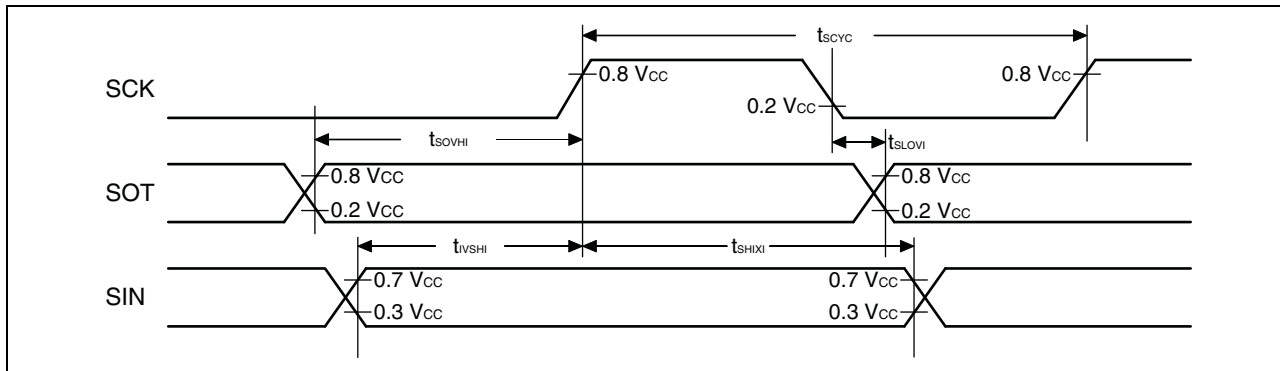 tSCYC
SCK
0.8 VCC
0.8 VCC
0.2 VCC
tSOVHI
tSLOVI
SOT
0.8 VCC
0.8 VCC
0.2 VCC
0.2 VCC
tIVSHI
tSHIXI
SIN
0.7 VCC
0.7 VCC
0.3 VCC
0.3 VCC